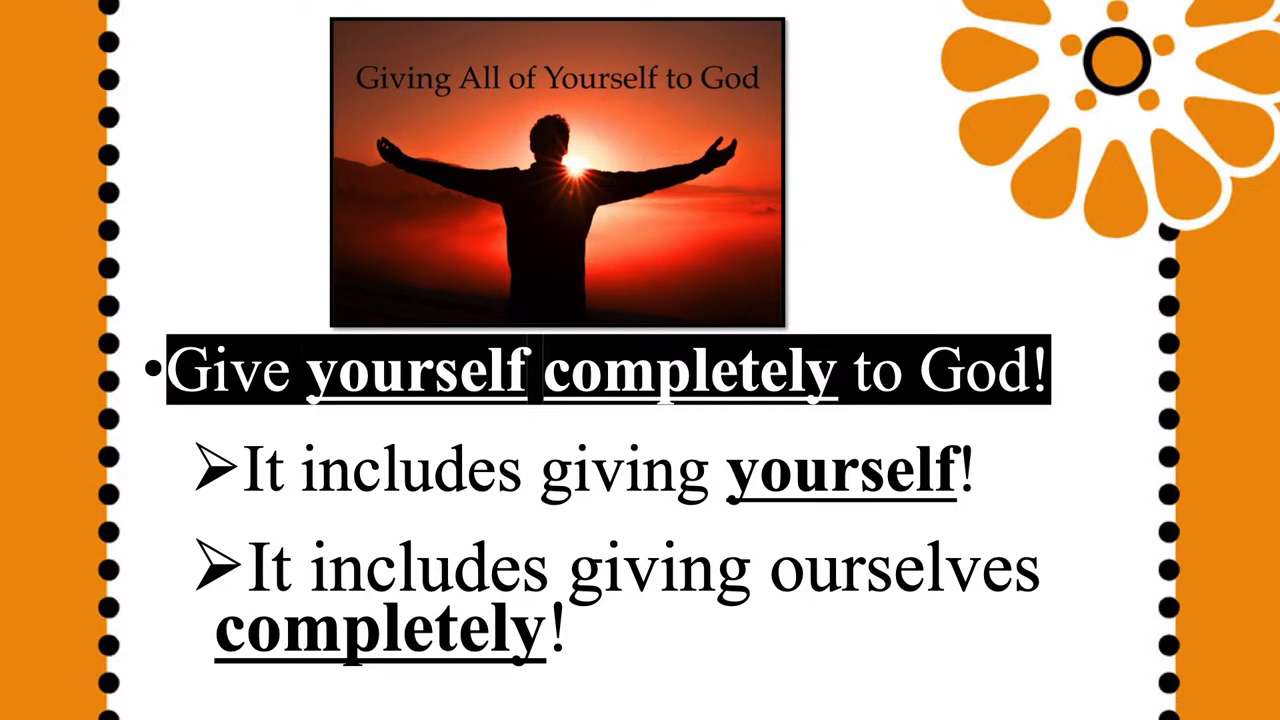 Giving All of Yourself to God
•Give yourself completely to God!
➢It includes giving yourself!
➢It includes giving ourselves
completely!